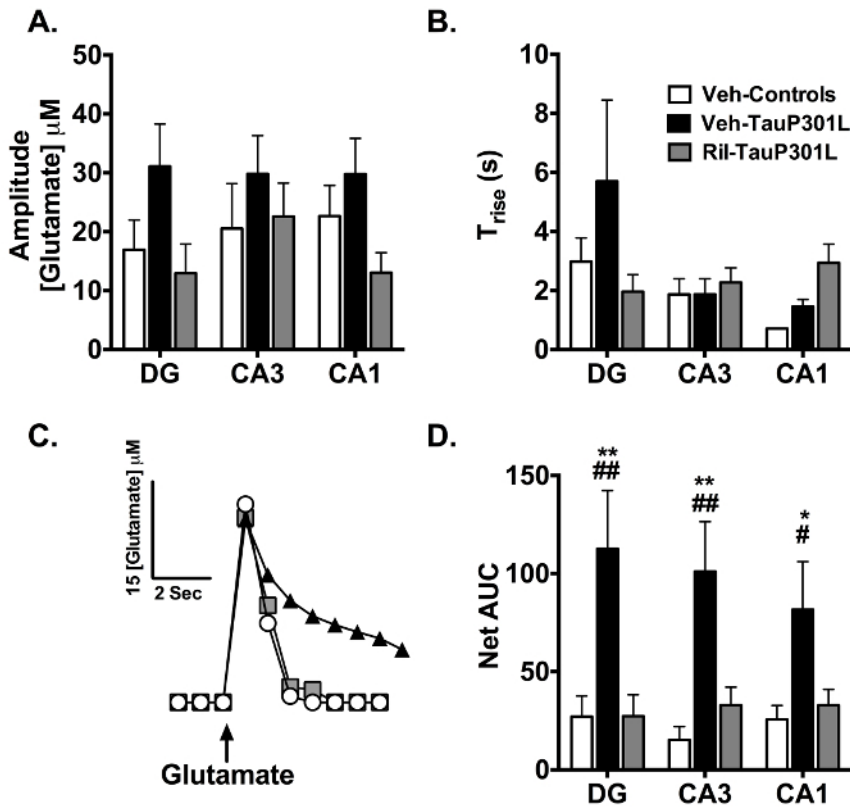 A.
Amplitude
[Glutamate] μM
50
40
30
20
10
0
DG CA3 CA1
B.
T rise (s)
10
8
6
4
2
0
Veh-Controls
Veh-TauP301L
Ril-TauP301L
DG CA3 CA1
C.
15 [Glutamate] μM
2 Sec
Glutamate
D.
Net AUC
150
100
50
0
** ** *
## ## #
DG CA3 CA1